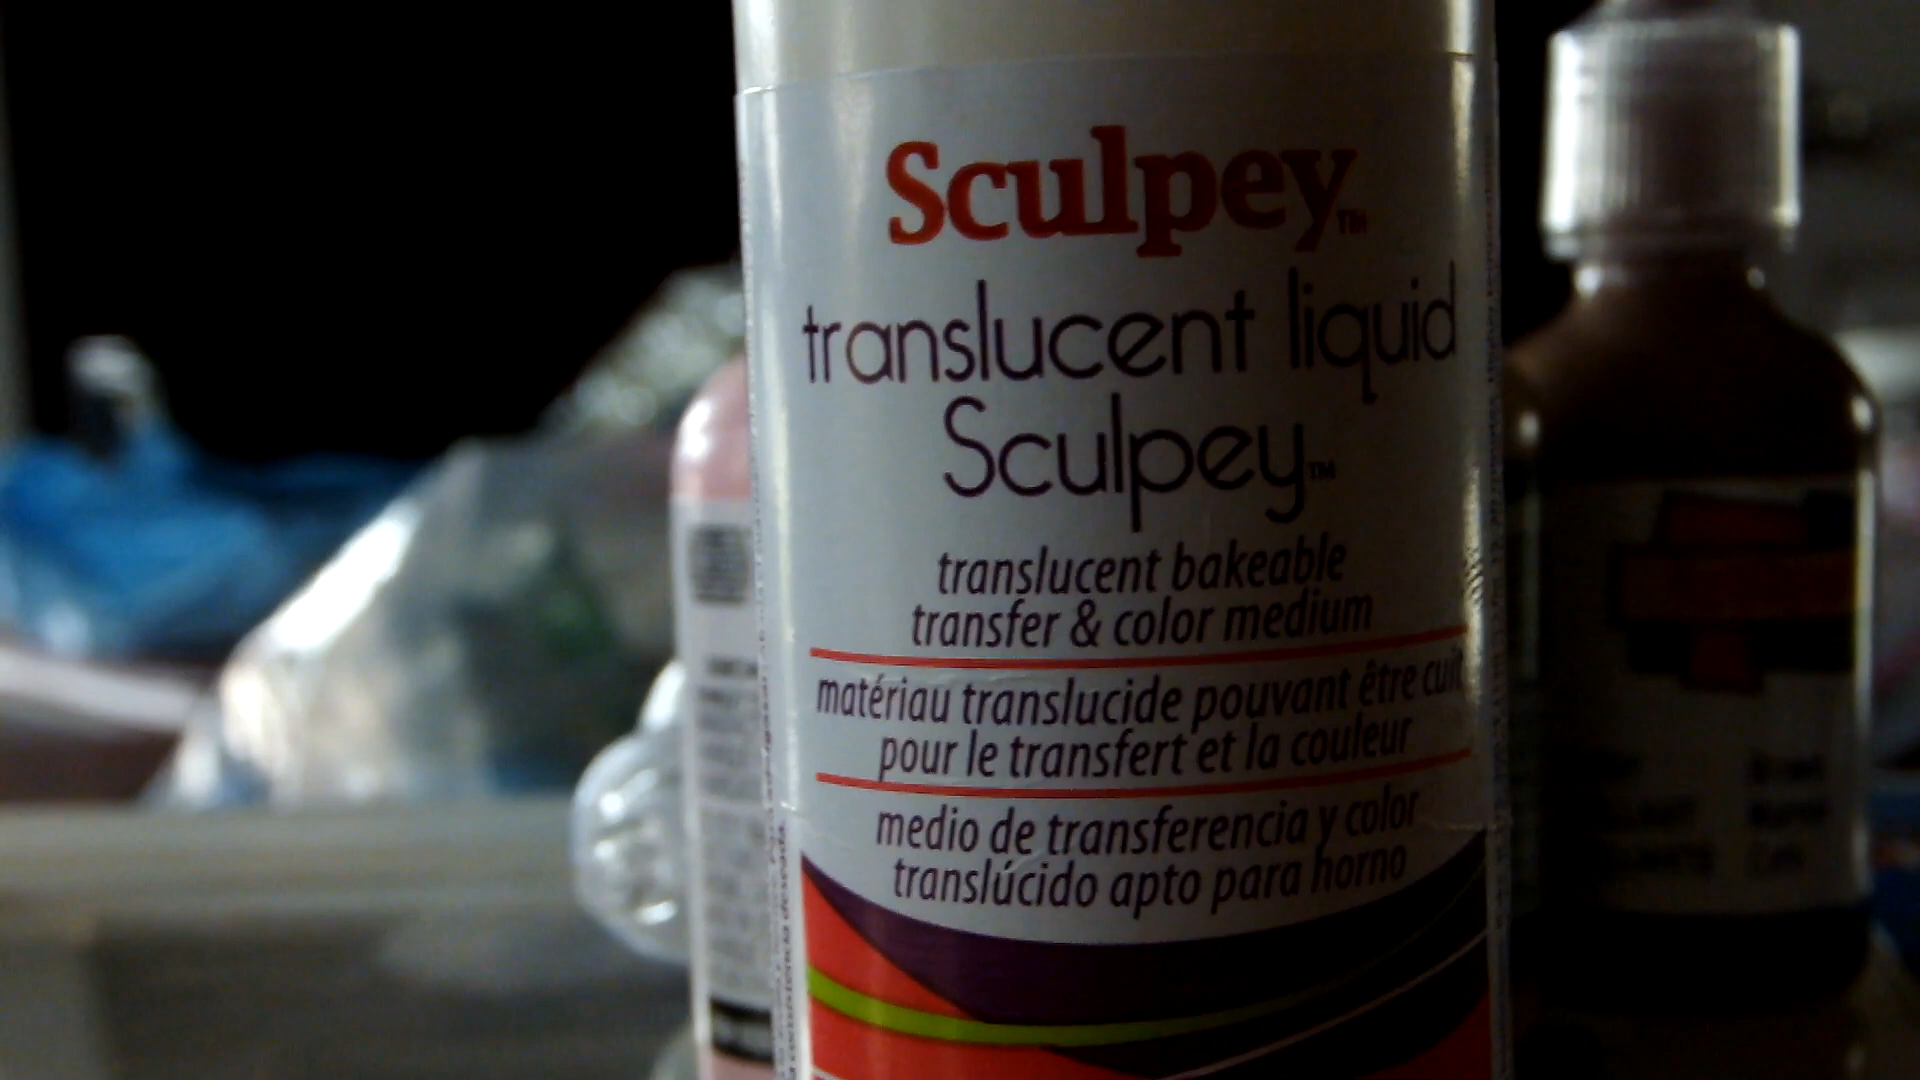 Sculpey™
translucent liquid
Sculpey™
translucent bakeable
transfer & color medium
matériau translucide pouvant être cuit
pour le transfert et la couleur
medio de transferencia y color
translúcido apto para horno